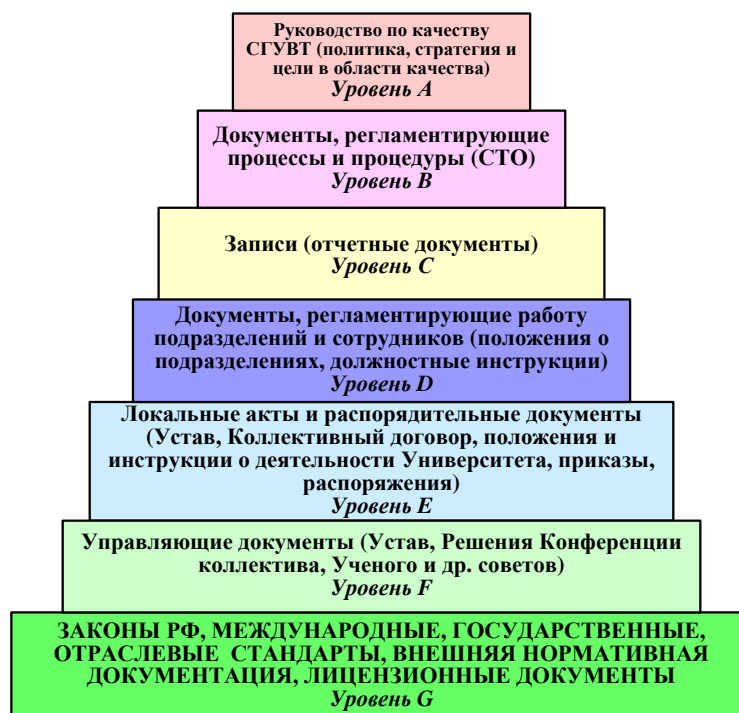 Руководство по качеству
СГУВТ (политика, стратегия и
цели в области качества)
Уровень А
Документы, регламентирующие
процессы и процедуры (СТО)
Уровень В
Записи (отчетные документы)
Уровень С
Документы, регламентирующие работу
подразделений и сотрудников (положения о
подразделениях, должностные инструкции)
Уровень D
Локальные акты и распорядительные документы
(Устав, Коллективный договор, положения и
инструкции о деятельности Университета, приказы,
распоряжения)
Уровень E
Управляющие документы (Устав, Решения Конференции
коллектива, Ученого и др. советов)
Уровень F
ЗАКОНЫ РФ, МЕЖДУНАРОДНЫЕ, ГОСУДАРСТВЕННЫЕ,
ОТРАСЛЕВЫЕ СТАНДАРТЫ, ВНЕШНЯЯ НОРМАТИВНАЯ
ДОКУМЕНТАЦИЯ, ЛИЦЕНЗИОННЫЕ ДОКУМЕНТЫ
Уровень G